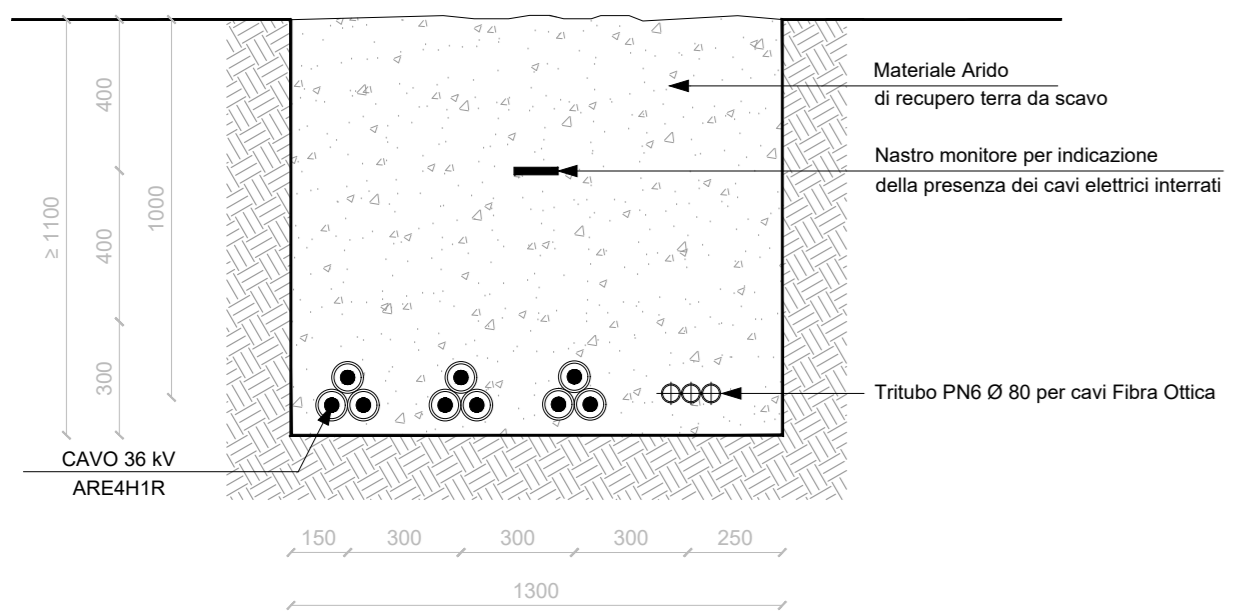 Materiale Arido
di recupero terra da scavo
Nastro monitore per indicazione
della presenza dei cavi elettrici interrati
Tritubo PN6 Ø 80 per cavi Fibra Ottica
CAVO 36 kV
ARE4H1R
≥ 1100
400
400
300
1000
150
300
300
300
250
1300